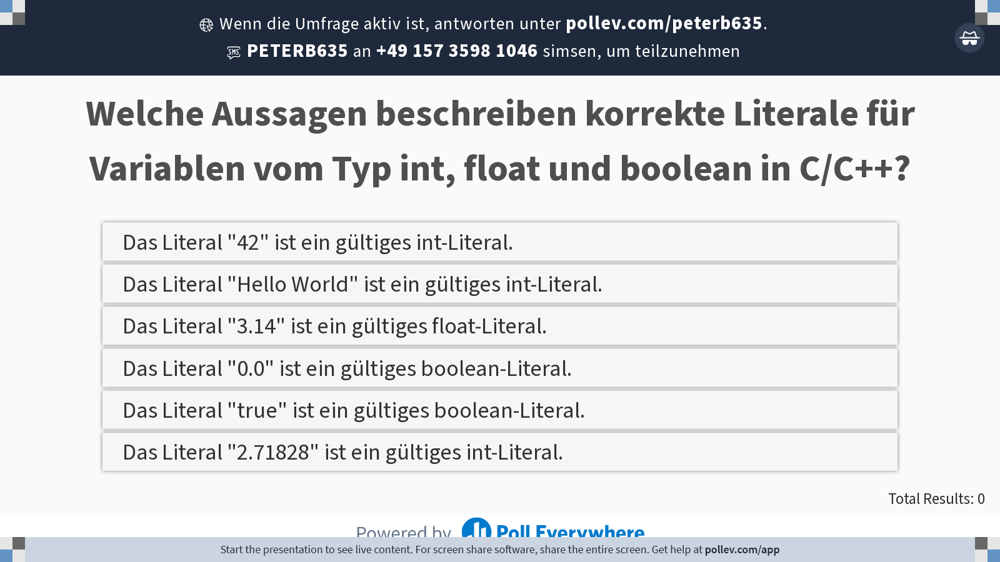 Wenn die Umfrage aktiv ist, antworten unter pollev.com/peterb635.
PETERB635 an +49 157 3598 1046 simsen, um teilzunehmen
Welche Aussagen beschreiben korrekte Literale für
Variablen vom Typ int, float und boolean in C/C++?
Das Literal "42" ist ein gültiges int-Literal.
Das Literal "Hello World" ist ein gültiges int-Literal.
Das Literal "3.14" ist ein gültiges float-Literal.
Das Literal "0.0" ist ein gültiges boolean-Literal.
Das Literal "true" ist ein gültiges boolean-Literal.
Das Literal "2.71828" ist ein gültiges int-Literal.
Total Results: 0
Powered by Poll Everywhere
Start the presentation to see live content. For screen share software, share the entire screen. Get help at pollev.com/app